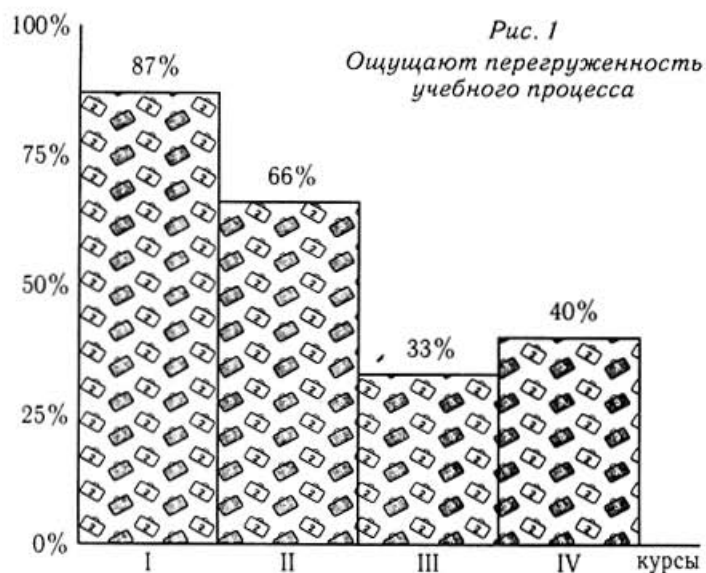 100%
Рис. 1
Ощущают перегруженность
учебного процесса
87%
75%
66%
50%
40%
33%
25%
0%
I II III IV курсы